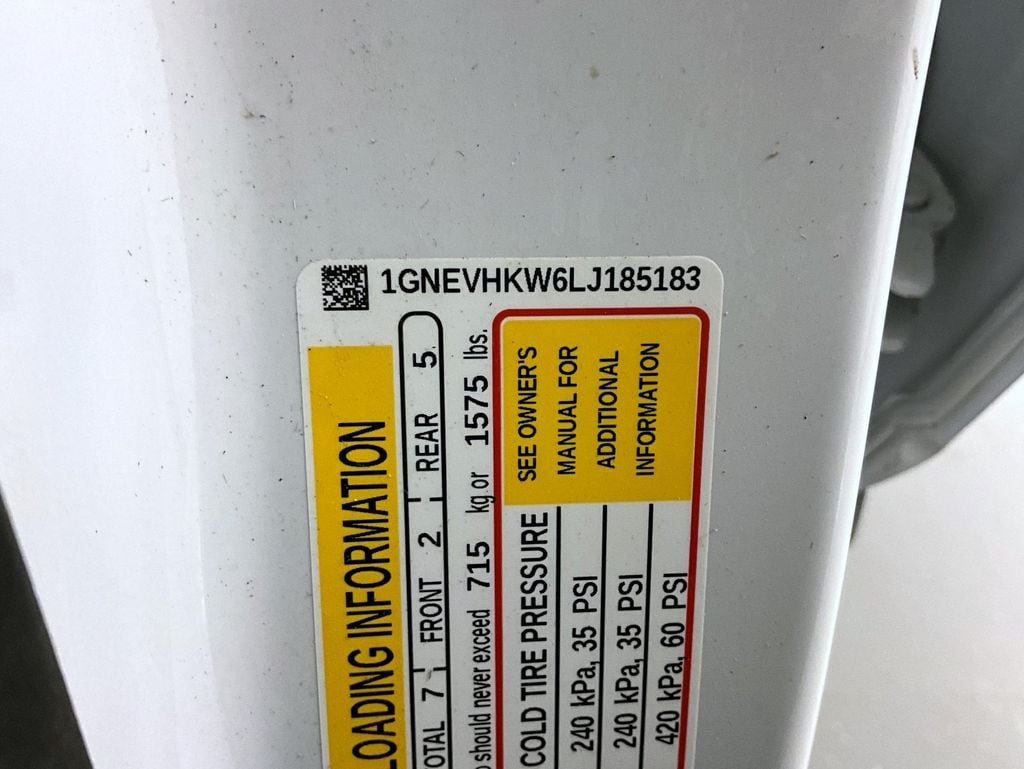 1GNEVHKW6LJ185183
LOADING INFORMATION
7 FRONT 2 REAR 5
should never exceed 715 kg or 1575 lbs.
COLD TIRE PRESSURE
240 kPa, 35 PSI
240 kPa, 35 PSI
420 kPa, 60 PSI
SEE OWNER'S
MANUAL FOR
ADDITIONAL
INFORMATION